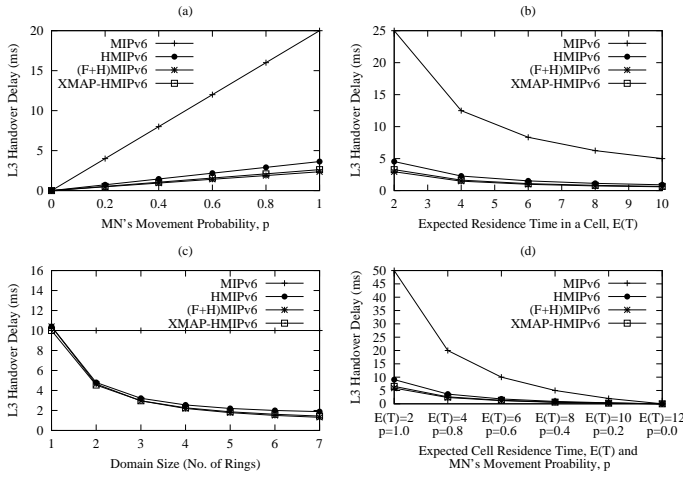 (a)
20
15
10
5
0
L3 Handover Delay (ms)
MIPv6
HMIPv6
(F+H)MIPv6
XMAP-HMIPv6
0 0.2 0.4 0.6 0.8 1
MN's Movement Probability, p
(b)
25
20
15
10
5
0
L3 Handover Delay (ms)
MIPv6
HMIPv6
(F+H)MIPv6
XMAP-HMIPv6
2 3 4 5 6 7 8 9 10
Expected Residence Time in a Cell, E(T)
(c)
16
14
12
10
8
6
4
2
0
L3 Handover Delay (ms)
MIPv6
HMIPv6
(F+H)MIPv6
XMAP-HMIPv6
1 2 3 4 5 6 7
Domain Size (No. of Rings)
(d)
50
45
40
35
30
25
20
15
10
5
0
L3 Handover Delay (ms)
MIPv6
HMIPv6
(F+H)MIPv6
XMAP-HMIPv6
E(T)=2 E(T)=4 E(T)=6 E(T)=8 E(T)=10 E(T)=12
p=1.0 p=0.8 p=0.6 p=0.4 p=0.2 p=0.0
Expected Cell Residence Time, E(T) and
MN's Movement Proability, p